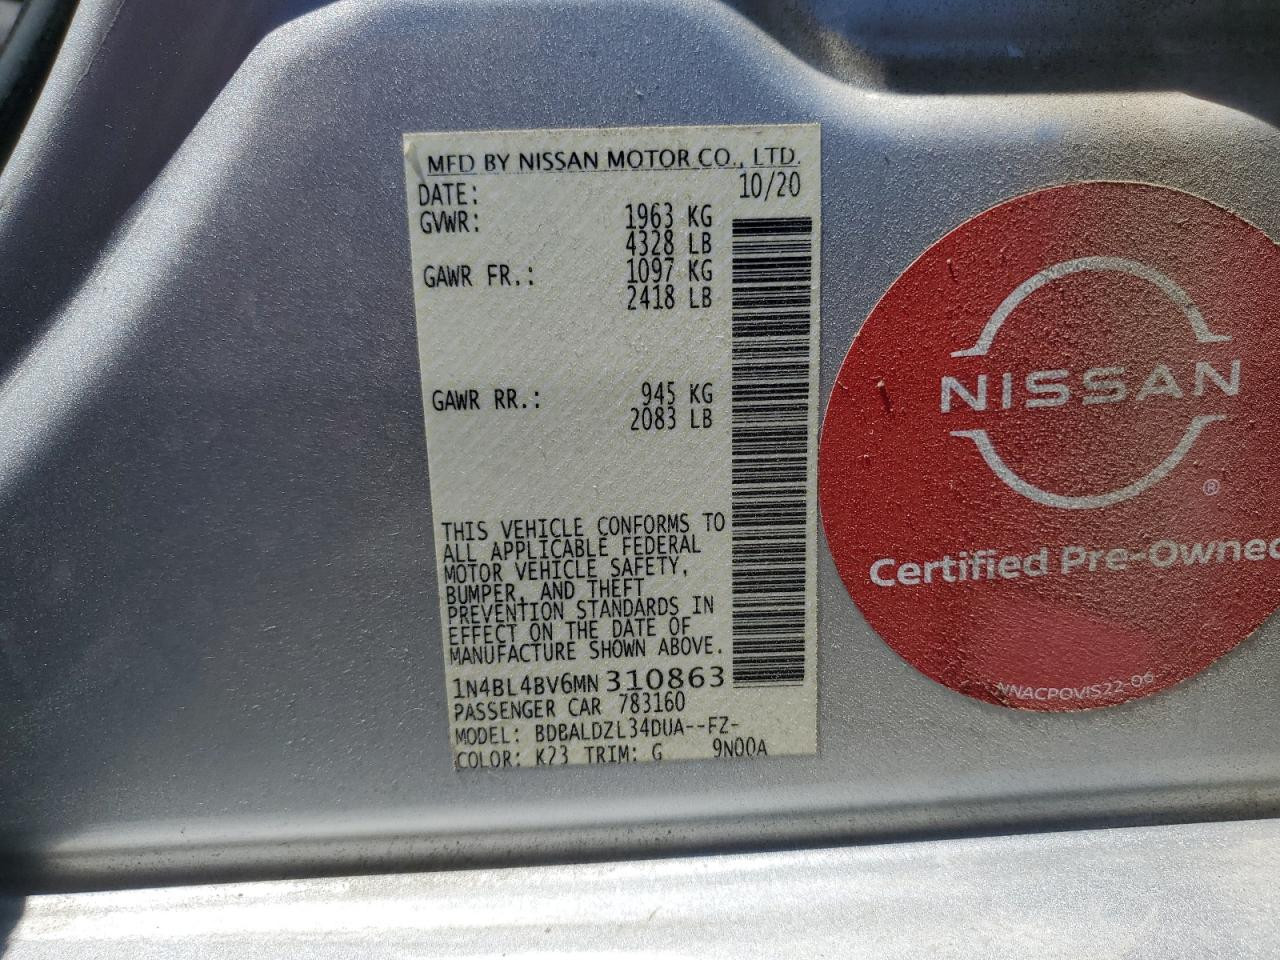 MFD BY NISSAN MOTOR CO., LTD.
DATE: 10/20
GVWR: 1963 KG
4328 LB
GAWR FR.: 1097 KG
2418 LB
GAWR RR.: 945 KG
2083 LB
THIS VEHICLE CONFORMS TO
ALL APPLICABLE FEDERAL
MOTOR VEHICLE SAFETY,
BUMPER, AND THEFT
PREVENTION STANDARDS IN
EFFECT ON THE DATE OF
MANUFACTURE SHOWN ABOVE.
1N4BL4BV6MN 310863
PASSENGER CAR 783160
MODEL: BDBALDZL34DUA--FZ-
COLOR: K23 TRIM: G 9N00A
NISSAN
®
Certified Pre-Owned
NNACPOVIS22-06